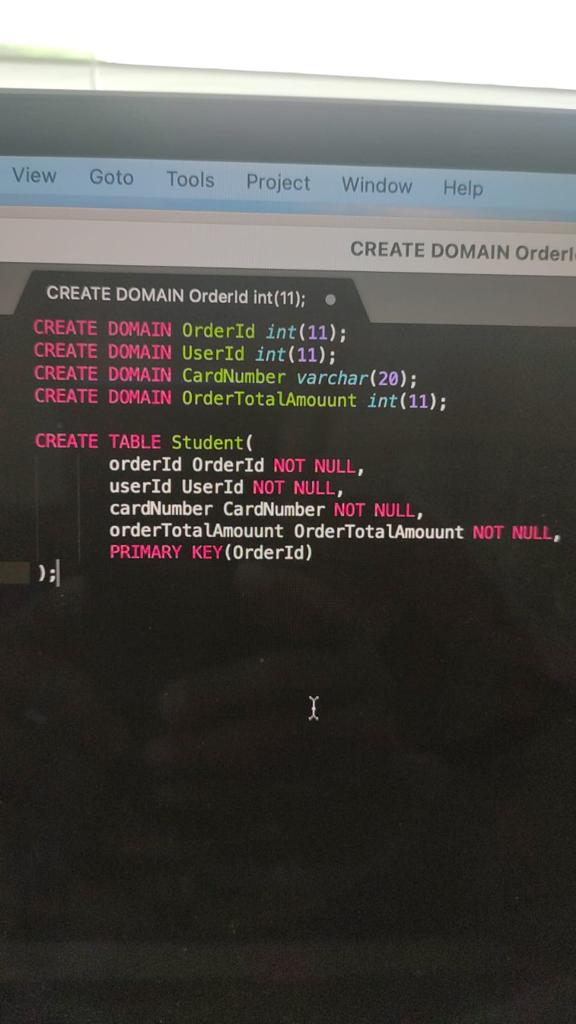 View Goto Tools Project Window Help
CREATE DOMAIN OrderI
CREATE DOMAIN OrderId int(11);
CREATE DOMAIN OrderId int(11);
CREATE DOMAIN UserId int(11);
CREATE DOMAIN CardNumber varchar(20);
CREATE DOMAIN OrderTotalAmouunt int(11);
CREATE TABLE Student(
orderId OrderId NOT NULL,
userId UserId NOT NULL,
cardNumber CardNumber NOT NULL,
orderTotalAmouunt OrderTotalAmouunt NOT NULL,
PRIMARY KEY(OrderId)
);